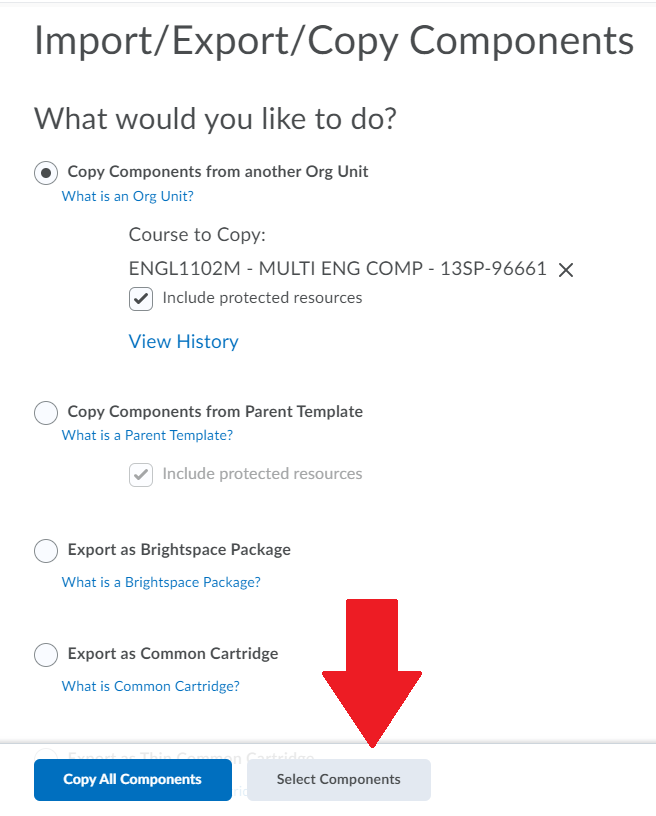 Import/Export/Copy Components
What would you like to do?
Copy Components from another Org Unit
What is an Org Unit?
Course to Copy:
ENGL1102M - MULTI ENG COMP - 13SP-96661
Include protected resources
View History
Copy Components from Parent Template
What is a Parent Template?
Include protected resources
Export as Brightspace Package
What is a Brightspace Package?
Export as Common Cartridge
What is Common Cartridge?
Export as Thin Common Cartridge
Copy All Components
Select Components